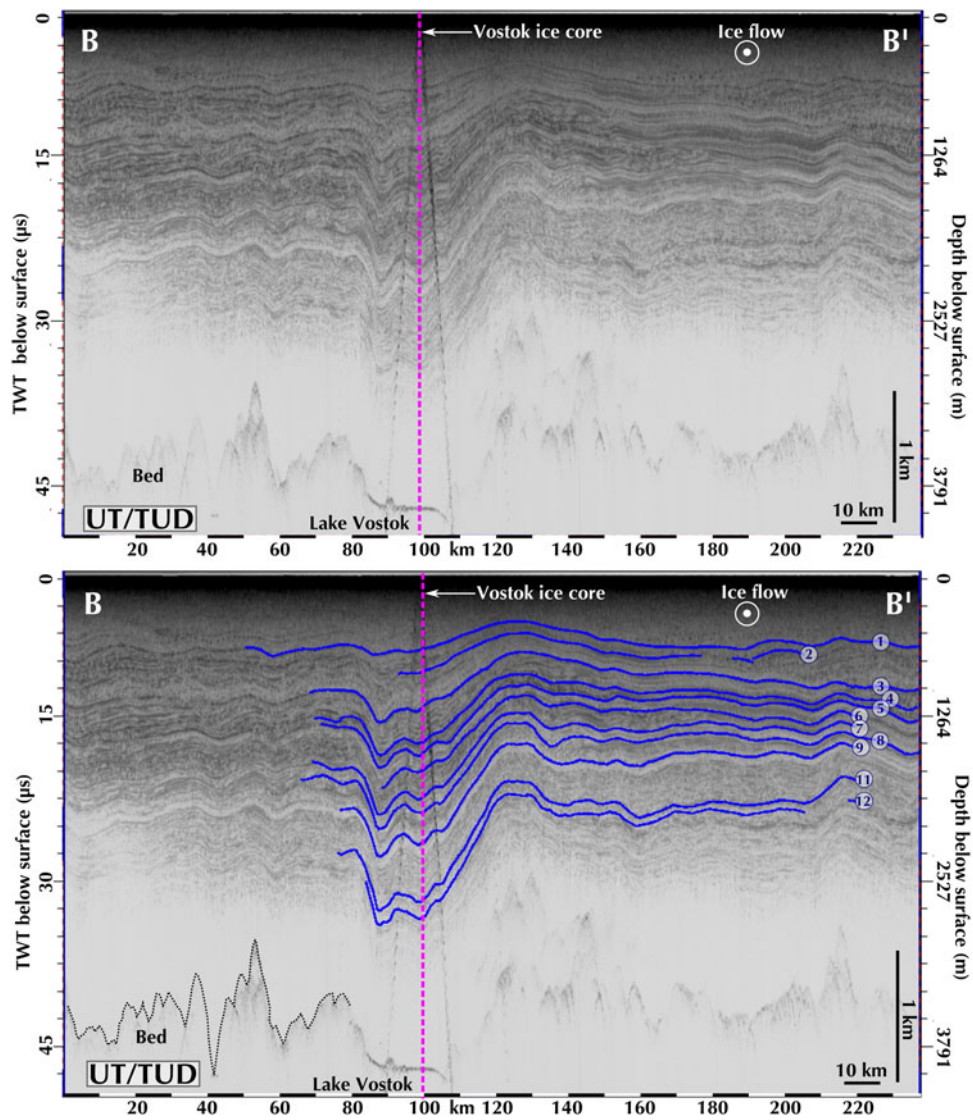 0
B
Vostok ice core
Ice flow
B'
0
15
1264
TWT below surface (µs)
Depth below surface (m)
30
2527
1 km
45
Bed
3791
UT/TUD
Lake Vostok
10 km
20 40 60 80 100 km 120 140 160 180 200 220
0
B
Vostok ice core
Ice flow
B'
0
1
2
3
4
15
5
1264
6
7
8
9
11
12
TWT below surface (µs)
Depth below surface (m)
30
2527
1 km
Bed
45
3791
UT/TUD
Lake Vostok
10 km
20 40 60 80 100 km 120 140 160 180 200 220